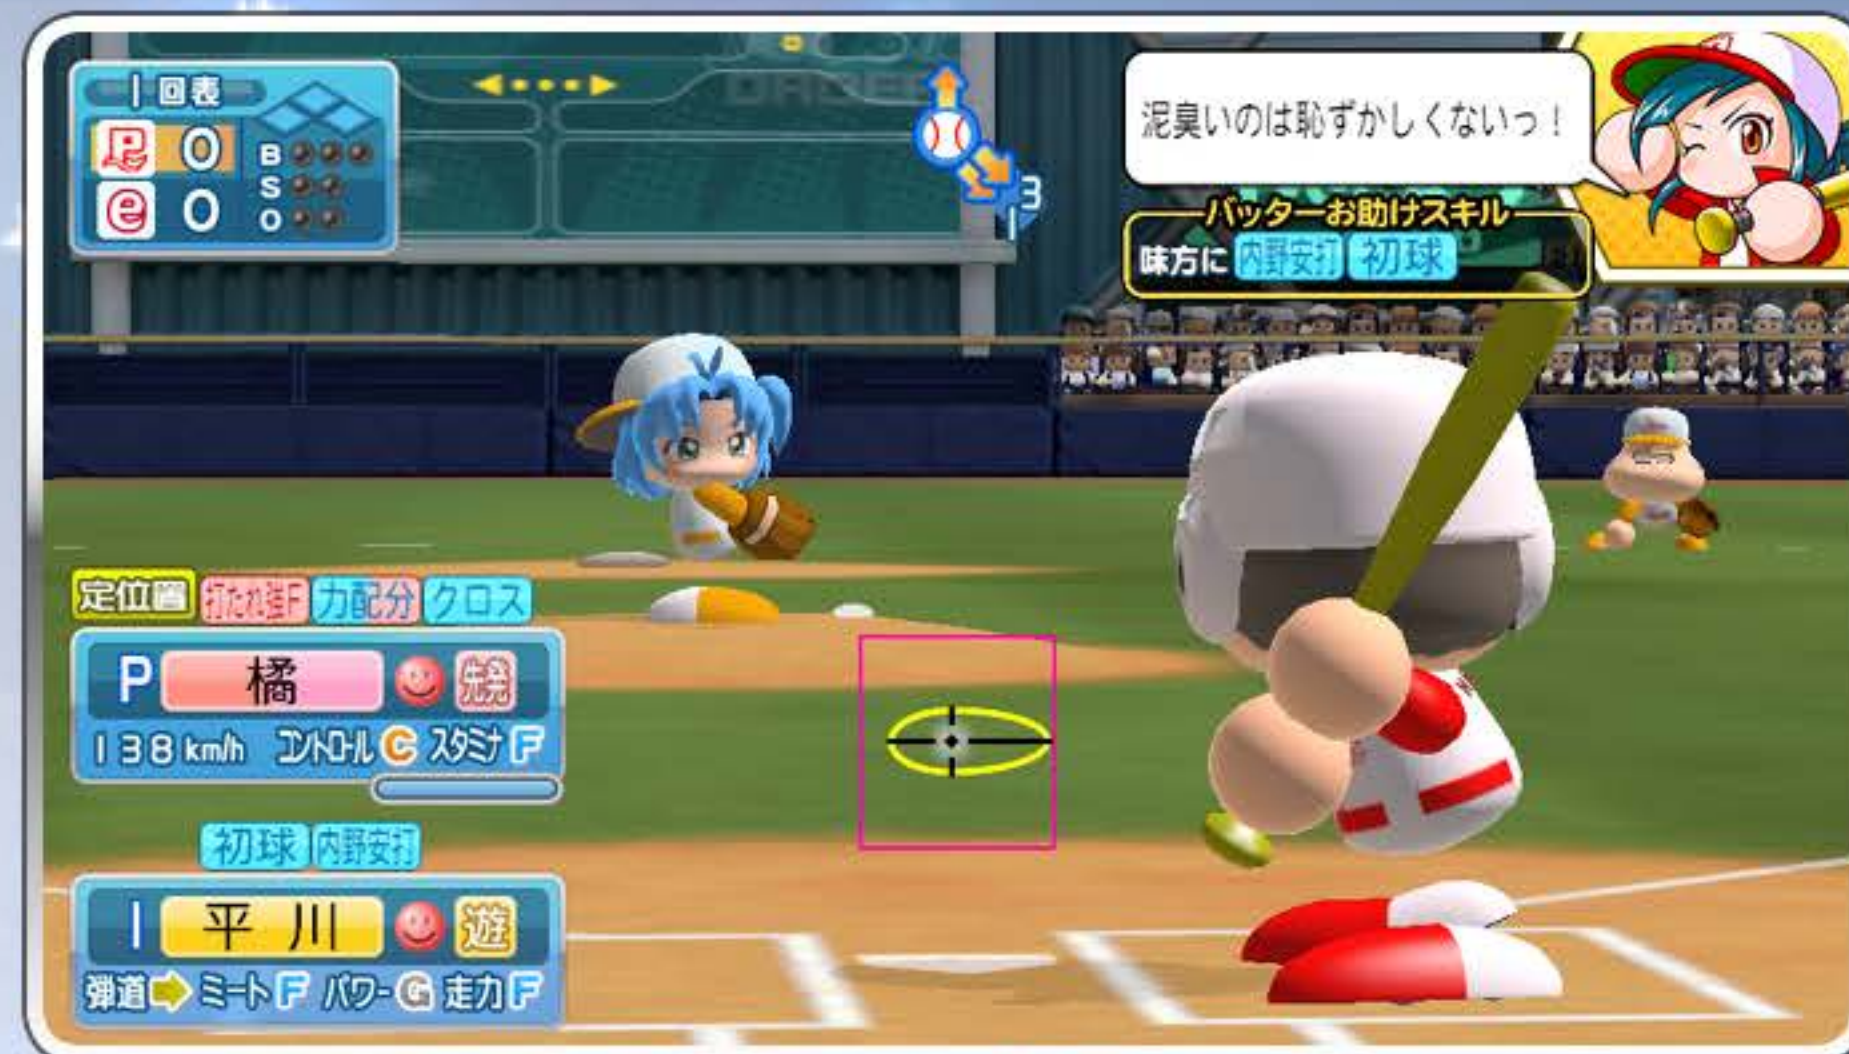 1回表
P 0
e 0
B
S
O
3
1
泥臭いのは恥ずかしくないっ！
バッターお助けスキル
味方に 内野安打 初球
定位置 打たれ強F 力配分 クロス
P 橘 先発
138km/h コントロール C スタミナ F
初球 内野安打
1 平川 遊
弾道 ミート F パワー G 走力 F